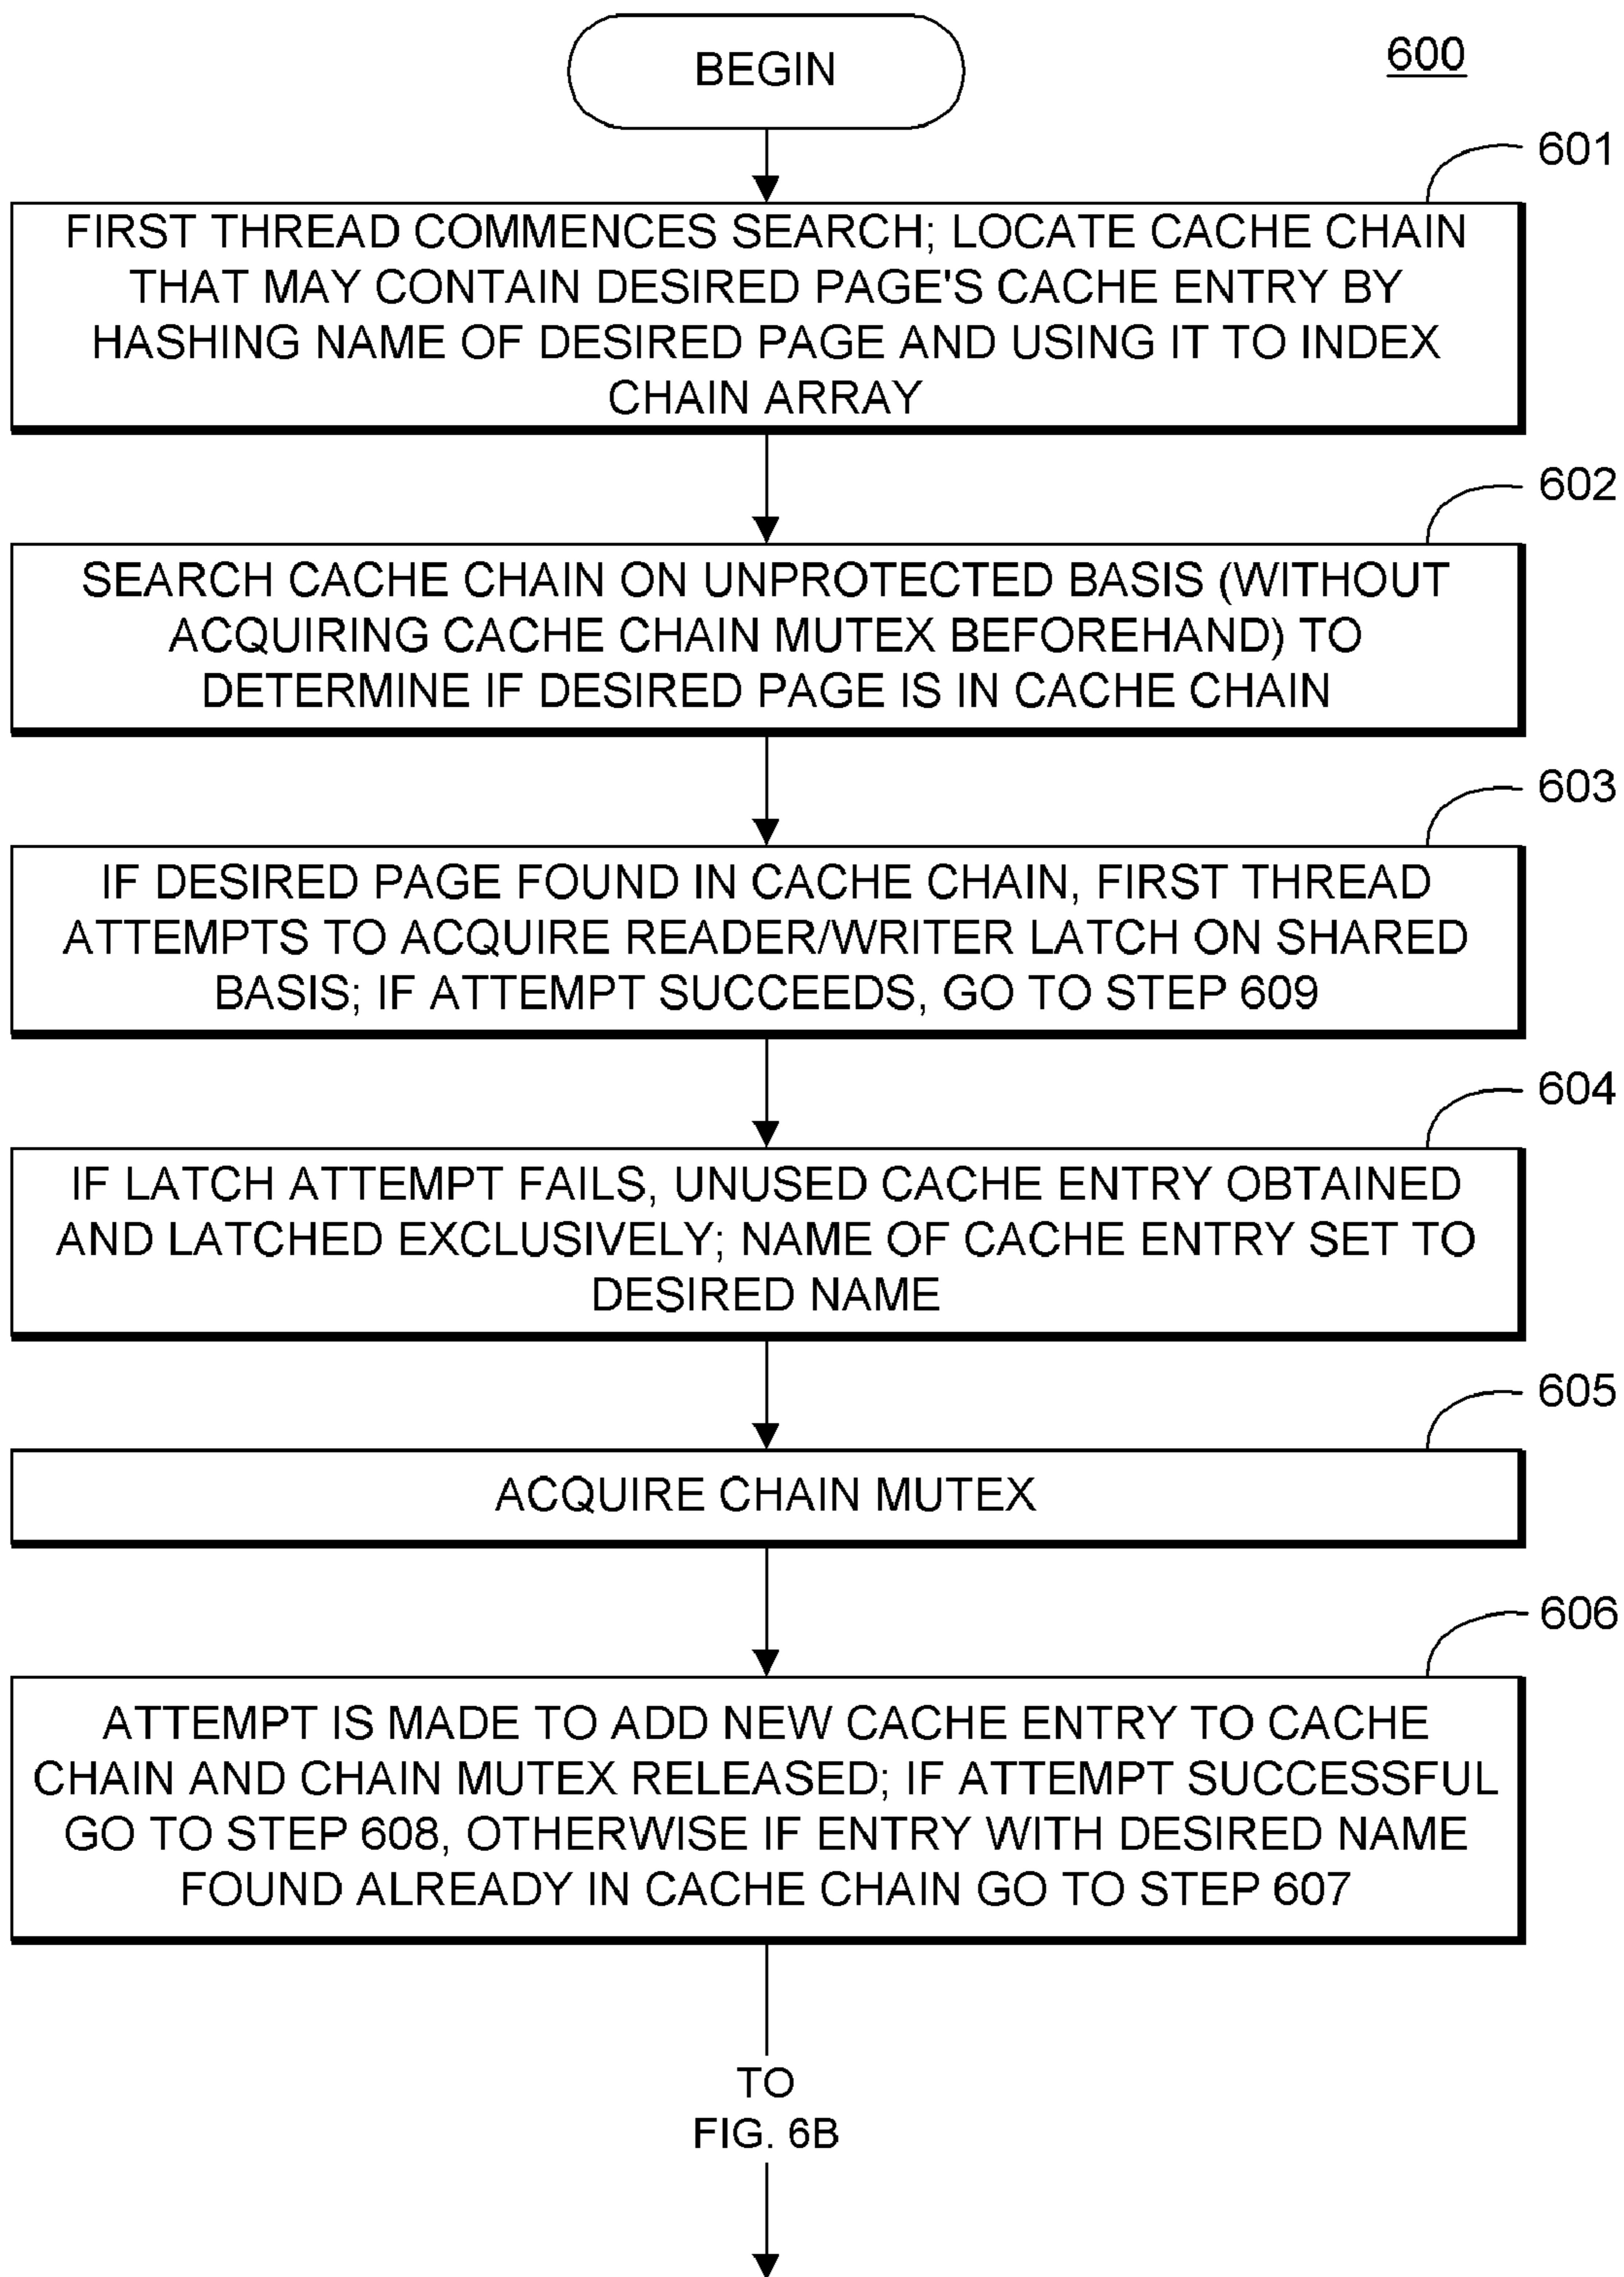 BEGIN
600
601
FIRST THREAD COMMENCES SEARCH; LOCATE CACHE CHAIN
THAT MAY CONTAIN DESIRED PAGE'S CACHE ENTRY BY
HASHING NAME OF DESIRED PAGE AND USING IT TO INDEX
CHAIN ARRAY
602
SEARCH CACHE CHAIN ON UNPROTECTED BASIS (WITHOUT
ACQUIRING CACHE CHAIN MUTEX BEFOREHAND) TO
DETERMINE IF DESIRED PAGE IS IN CACHE CHAIN
603
IF DESIRED PAGE FOUND IN CACHE CHAIN, FIRST THREAD
ATTEMPTS TO ACQUIRE READER/WRITER LATCH ON SHARED
BASIS; IF ATTEMPT SUCCEEDS, GO TO STEP 609
604
IF LATCH ATTEMPT FAILS, UNUSED CACHE ENTRY OBTAINED
AND LATCHED EXCLUSIVELY; NAME OF CACHE ENTRY SET TO
DESIRED NAME
605
ACQUIRE CHAIN MUTEX
606
ATTEMPT IS MADE TO ADD NEW CACHE ENTRY TO CACHE
CHAIN AND CHAIN MUTEX RELEASED; IF ATTEMPT SUCCESSFUL
GO TO STEP 608, OTHERWISE IF ENTRY WITH DESIRED NAME
FOUND ALREADY IN CACHE CHAIN GO TO STEP 607
TO
FIG. 6B